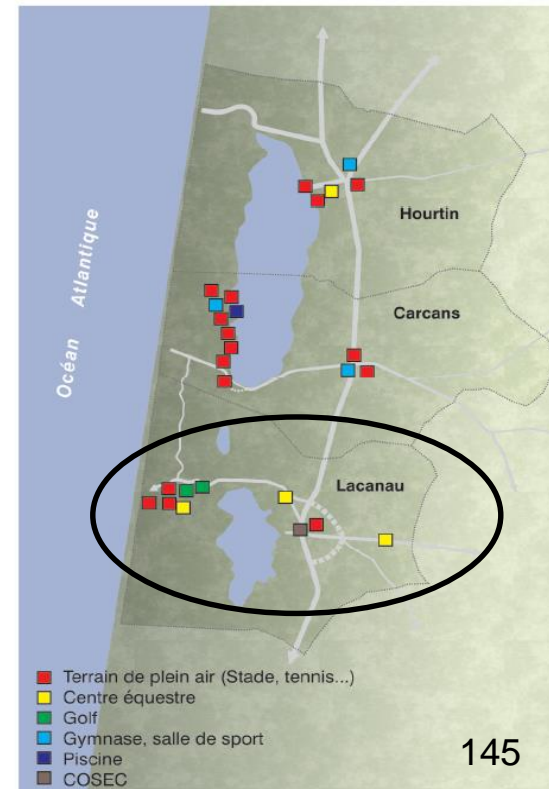 Océan Atlantique
Hourtin
Carcans
Lacanau
Terrain de plein air (Stade, tennis...)
Centre équestre
Golf
Gymnase, salle de sport
Piscine
COSEC
145